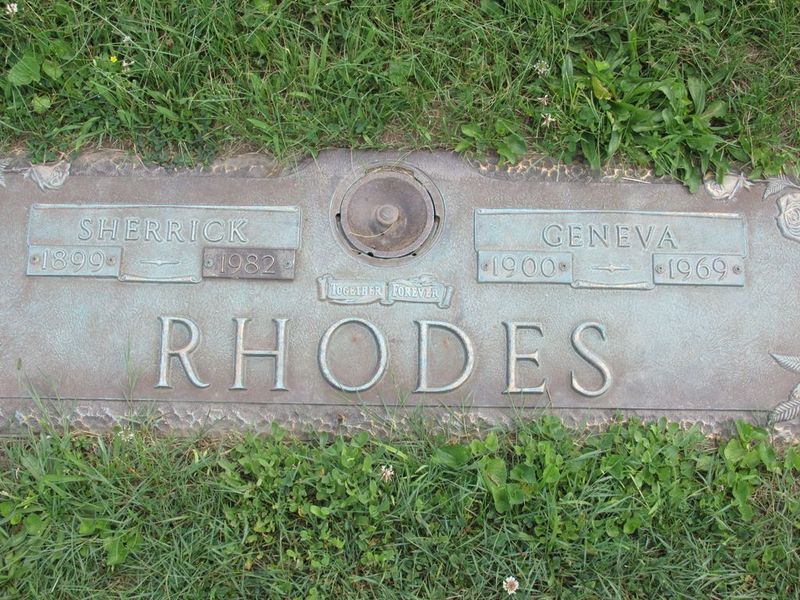 SHERRICK
1899 1982
GENEVA
1900 1969
TOGETHER FOREVER
RHODES